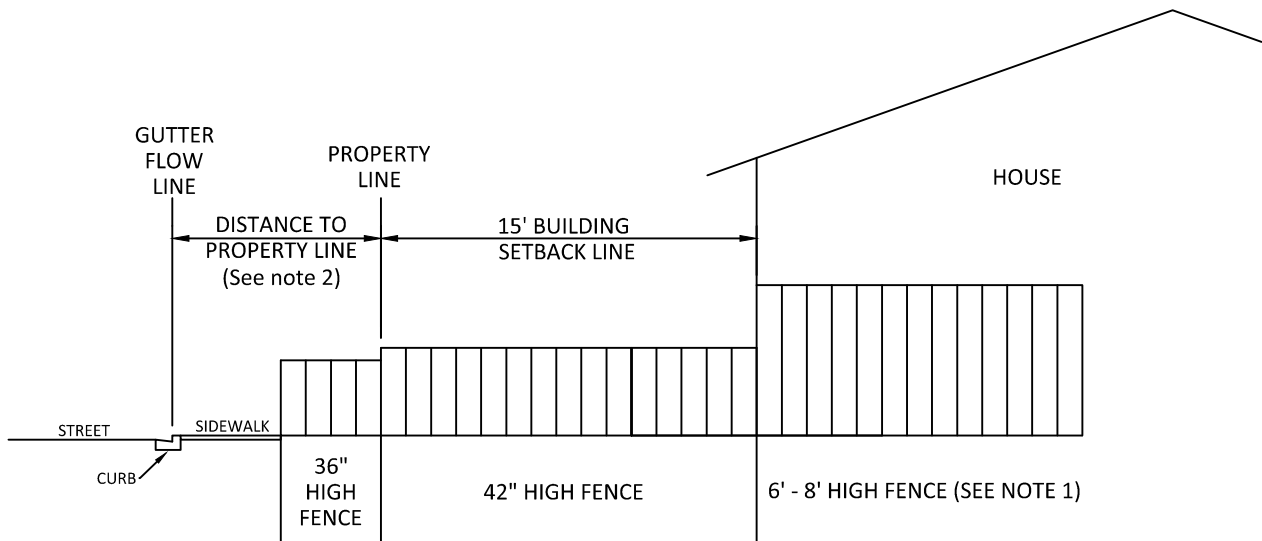 GUTTER
FLOW
LINE
PROPERTY
LINE
HOUSE
DISTANCE TO
PROPERTY LINE
(See note 2)
15' BUILDING
SETBACK LINE
STREET
SIDEWALK
CURB
36"
HIGH
FENCE
42" HIGH FENCE
6' - 8' HIGH FENCE (SEE NOTE 1)